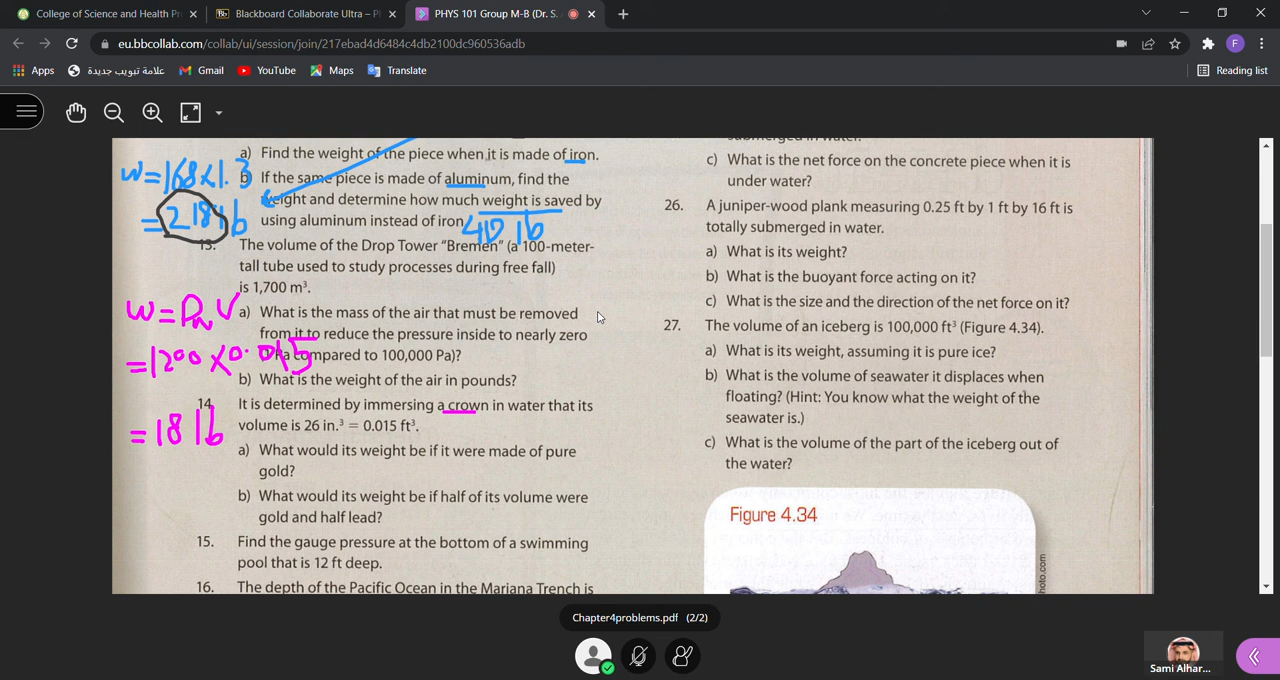 College of Science and Health Pr
Blackboard Collaborate Ultra – Pl
PHYS 101 Group M-B (Dr. S.
eu.bbcollab.com/collab/ui/session/join/217ebad4d6484c4db2100dc960536adb
F
Apps
علامة تبويب جديدة
Gmail
YouTube
Maps
Translate
Reading list
a) Find the weight of the piece when it is made of iron.
b) If the same piece is made of aluminum, find the
weight and determine how much weight is saved by
using aluminum instead of iron.
W=168x1.3
=218 lb
410 lb
13. The volume of the Drop Tower “Bremen” (a 100-meter-
tall tube used to study processes during free fall)
is 1,700 m³.
a) What is the mass of the air that must be removed
from it to reduce the pressure inside to nearly zero
Pa compared to 100,000 Pa)?
b) What is the weight of the air in pounds?
W=DwV
=1200x0.015
=18 lb
14. It is determined by immersing a crown in water that its
volume is 26 in.³ = 0.015 ft³.
a) What would its weight be if it were made of pure
gold?
b) What would its weight be if half of its volume were
gold and half lead?
15. Find the gauge pressure at the bottom of a swimming
pool that is 12 ft deep.
16. The depth of the Pacific Ocean in the Mariana Trench is
submerged in water?
c) What is the net force on the concrete piece when it is
under water?
26. A juniper-wood plank measuring 0.25 ft by 1 ft by 16 ft is
totally submerged in water.
a) What is its weight?
b) What is the buoyant force acting on it?
c) What is the size and the direction of the net force on it?
27. The volume of an iceberg is 100,000 ft³ (Figure 4.34).
a) What is its weight, assuming it is pure ice?
b) What is the volume of seawater it displaces when
floating? (Hint: You know what the weight of the
seawater is.)
c) What is the volume of the part of the iceberg out of
the water?
Figure 4.34
hoto.com
Chapter4problems.pdf (2/2)
Sami Alhar...